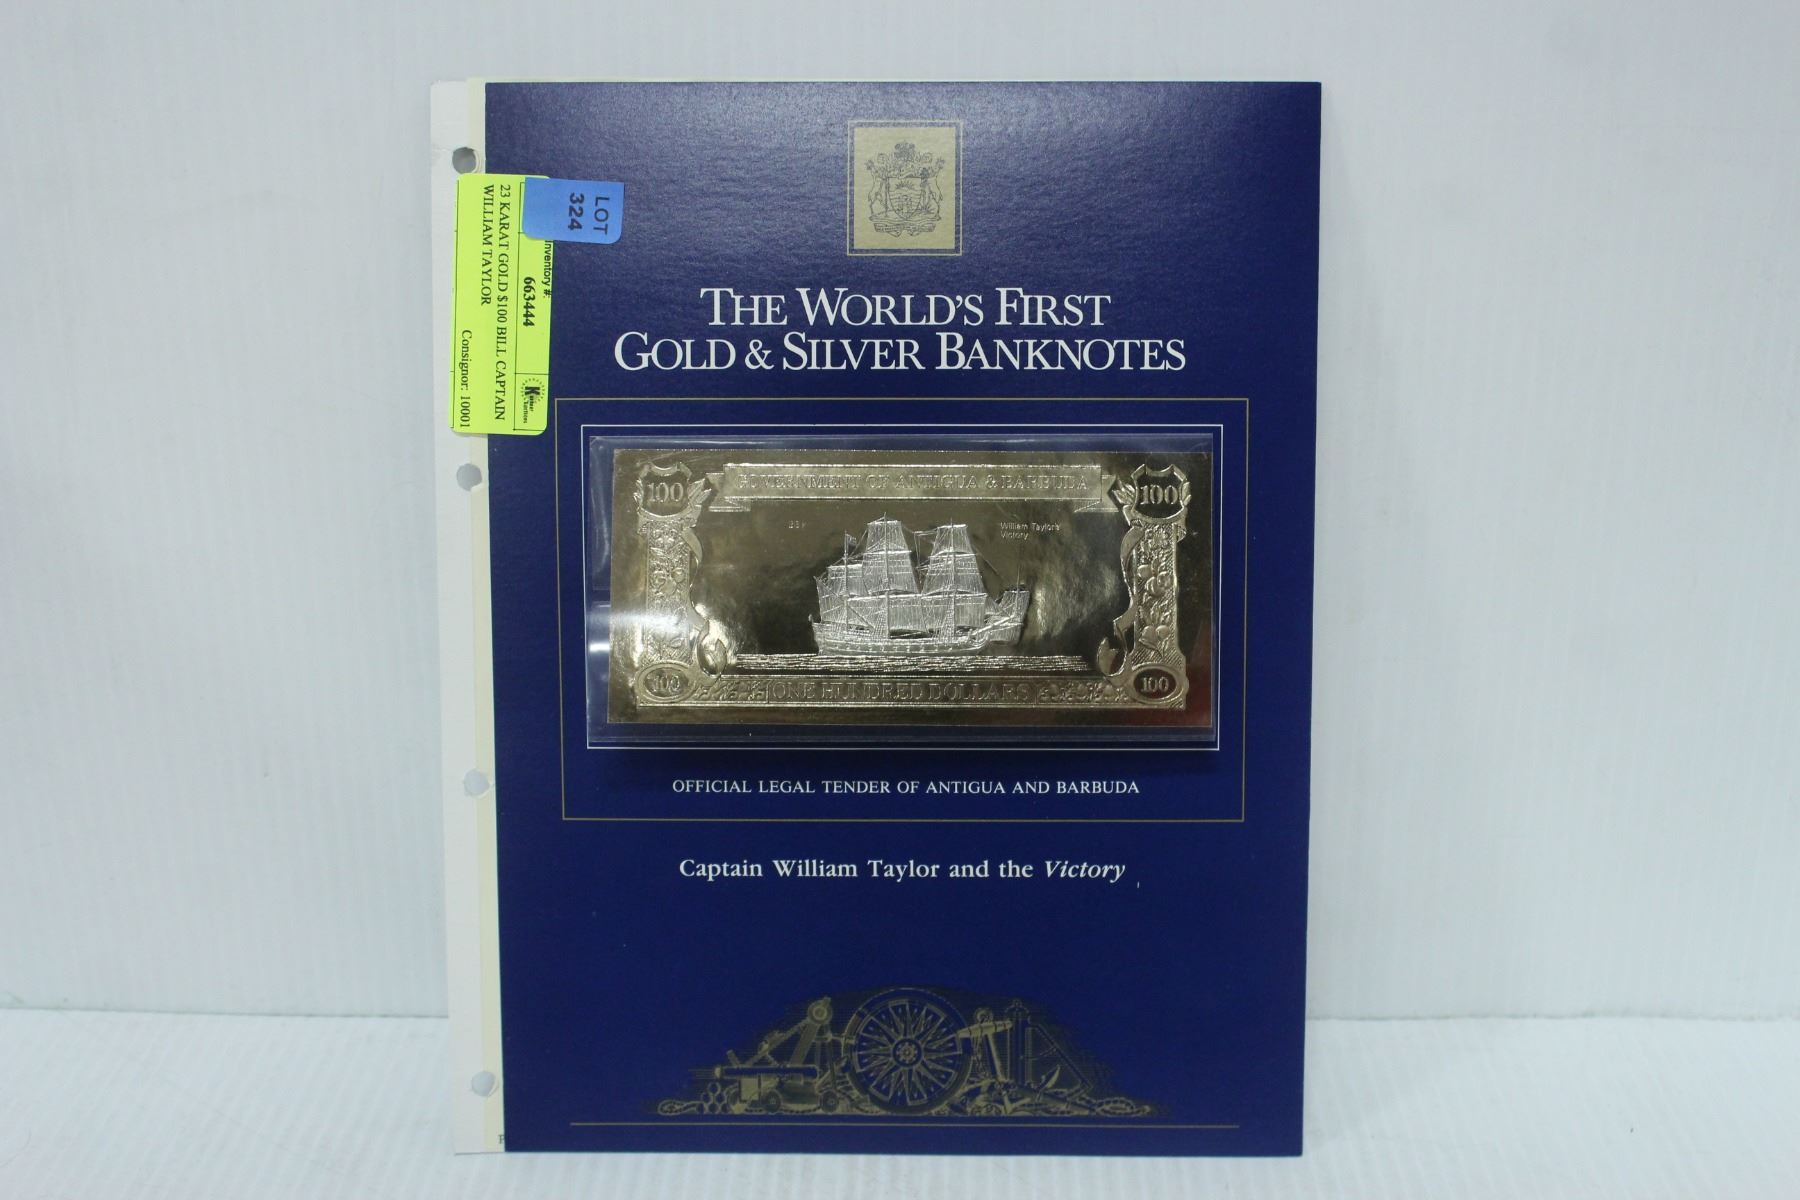 LOT
324
Inventory #:
663444
23 KARAT GOLD $100 BILL CAPTAIN
WILLIAM TAYLOR
Consignor: 10001
THE WORLD'S FIRST
GOLD & SILVER BANKNOTES
100
GOVERNMENT OF ANTIGUA & BARBUDA
100
William Taylor's
Victory
100
ONE HUNDRED DOLLARS
100
OFFICIAL LEGAL TENDER OF ANTIGUA AND BARBUDA
Captain William Taylor and the Victory